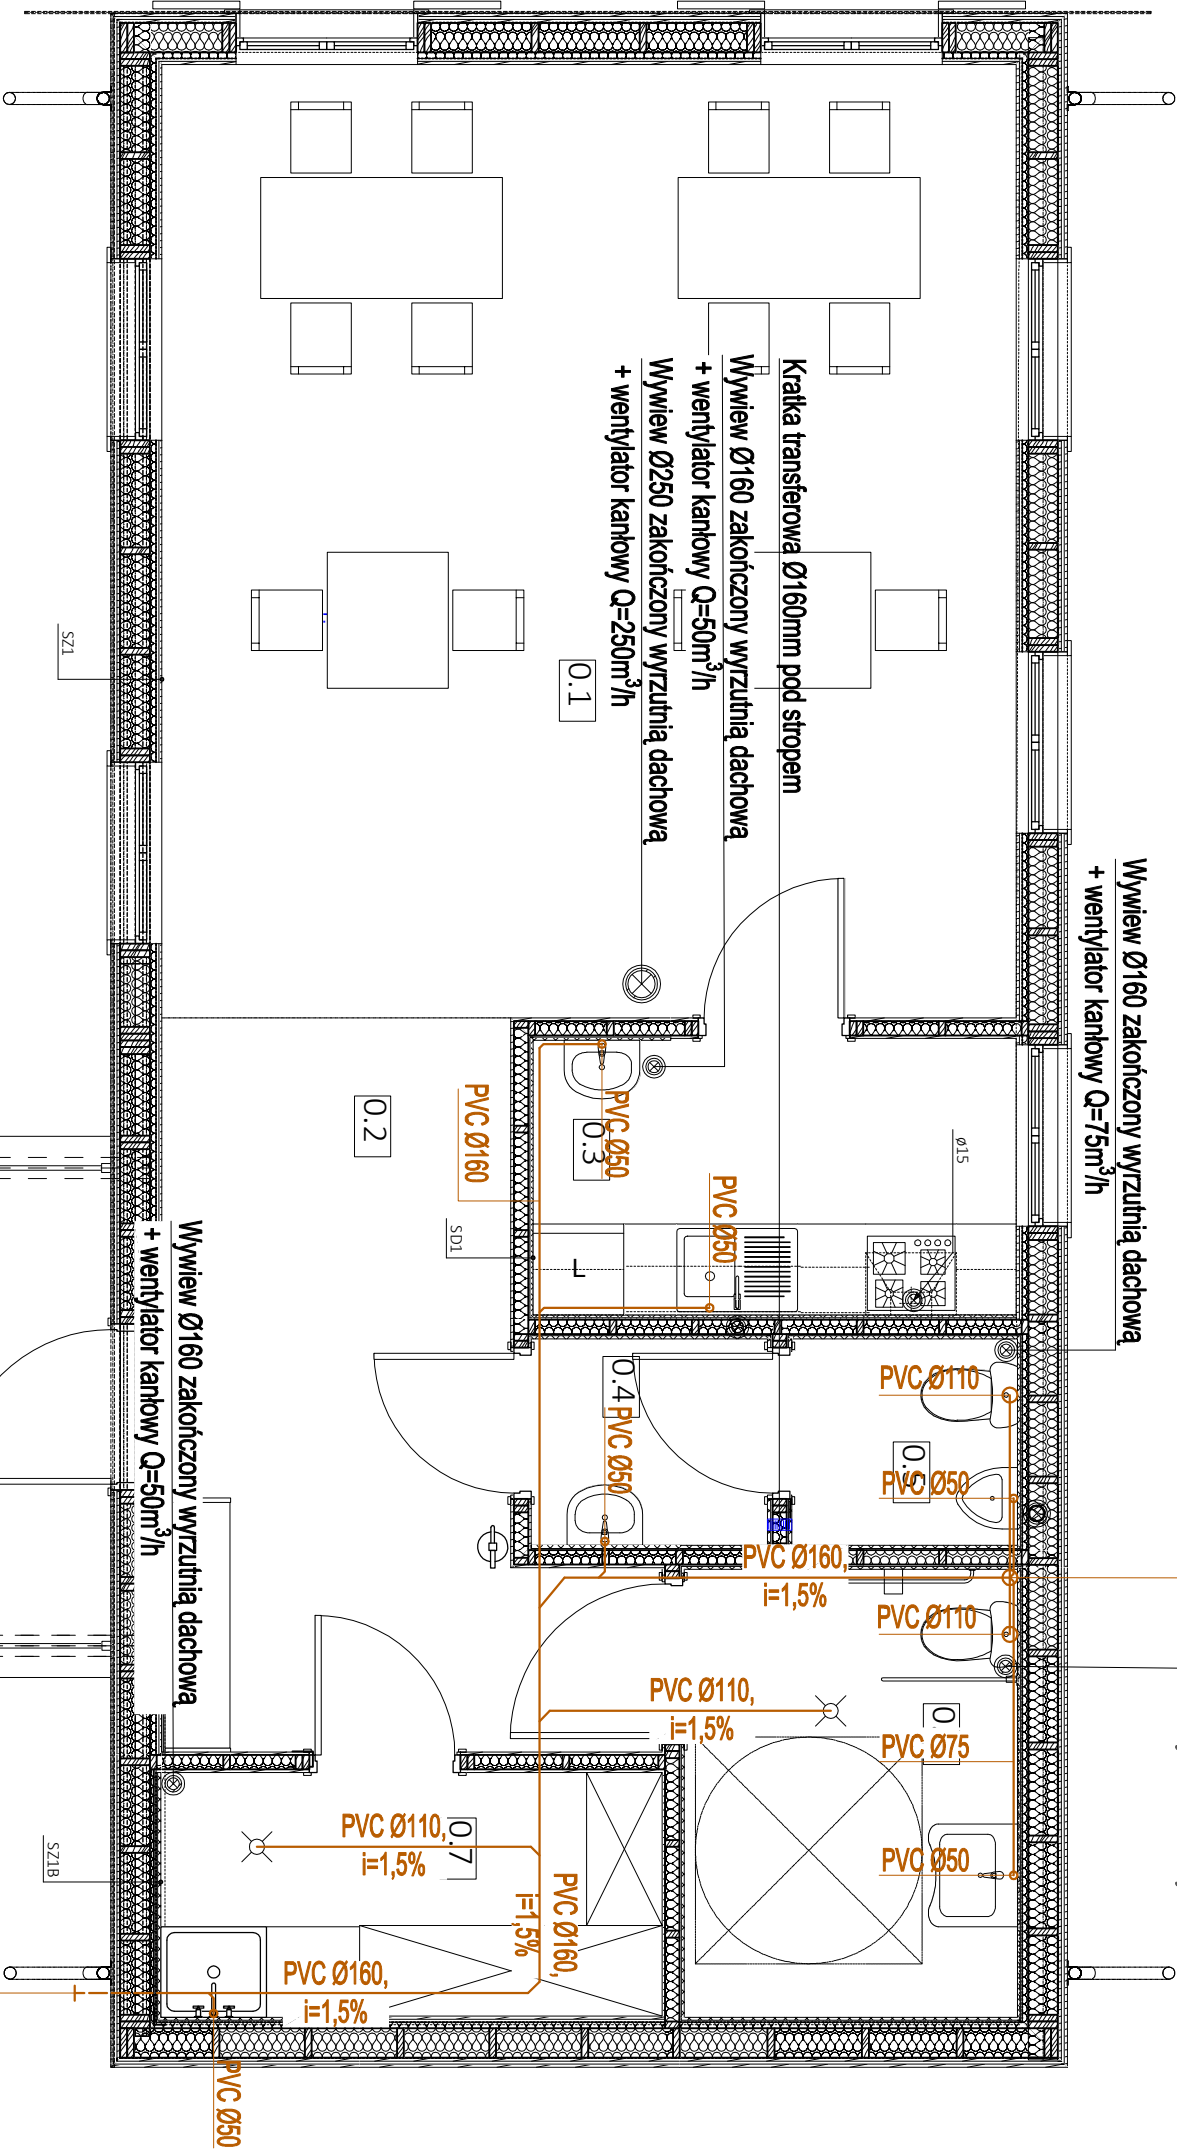 Wywiew Ø160 zakończony wyrzutnią dachową
+ wentylator kanłowy Q=75m³/h
Kratka transferowa Ø160mm pod stropem
Wywiew Ø160 zakończony wyrzutnią dachową
+ wentylator kanłowy Q=50m³/h
Wywiew Ø250 zakończony wyrzutnią dachową
+ wentylator kanłowy Q=250m³/h
0.1
SZ1
ø15
PVC Ø50
0.3
PVC Ø50
PVC Ø160
0.2
SD1
L
Wywiew Ø160 zakończony wyrzutnią dachową
+ wentylator kanłowy Q=50m³/h
PVC Ø110
0.4
PVC Ø50
0.5
PVC Ø50
PVC Ø160,
i=1,5%
PVC Ø110
PVC Ø110,
i=1,5%
0.
PVC Ø75
PVC Ø110,
i=1,5%
0.7
PVC Ø50
SZ1B
PVC Ø160,
i=1,5%
PVC Ø160,
i=1,5%
PVC Ø50